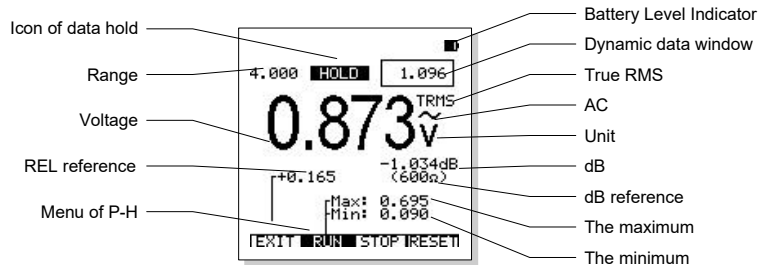 Icon of data hold
Range
Voltage
REL reference
Menu of P-H
4.000 HOLD 1.096
TRMS
0.873 V
-1.034dB
+0.165 (600Ω)
Max: 0.695
Min: 0.090
EXIT RUN STOP RESET
Battery Level Indicator
Dynamic data window
True RMS
AC
Unit
dB
dB reference
The maximum
The minimum